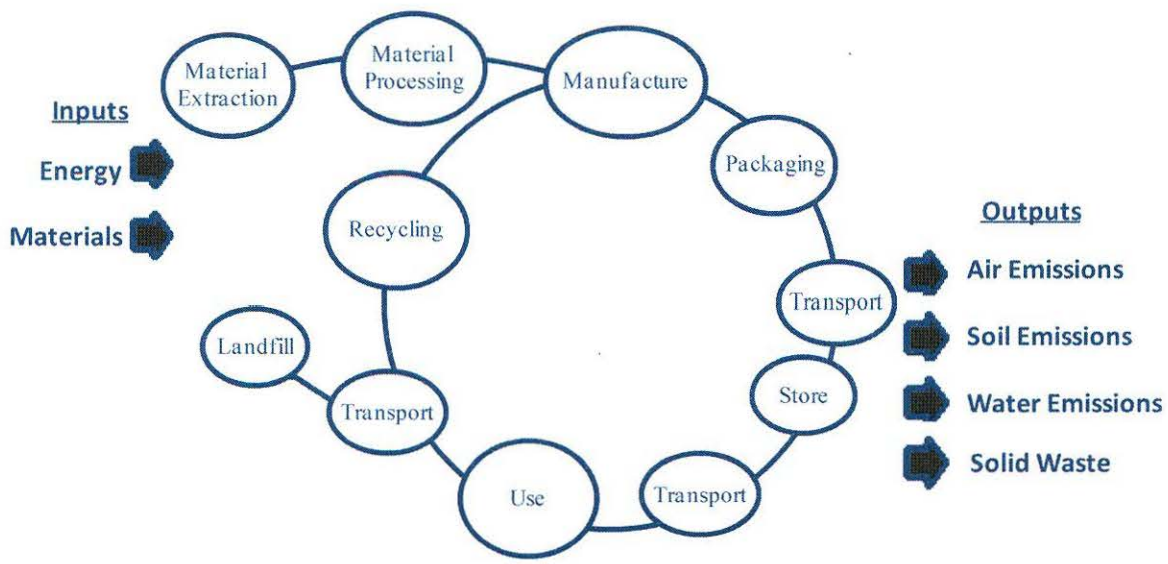 Inputs
Energy
Materials
Material
Extraction
Material
Processing
Manufacture
Packaging
Transport
Store
Transport
Use
Transport
Landfill
Recycling
Outputs
Air Emissions
Soil Emissions
Water Emissions
Solid Waste